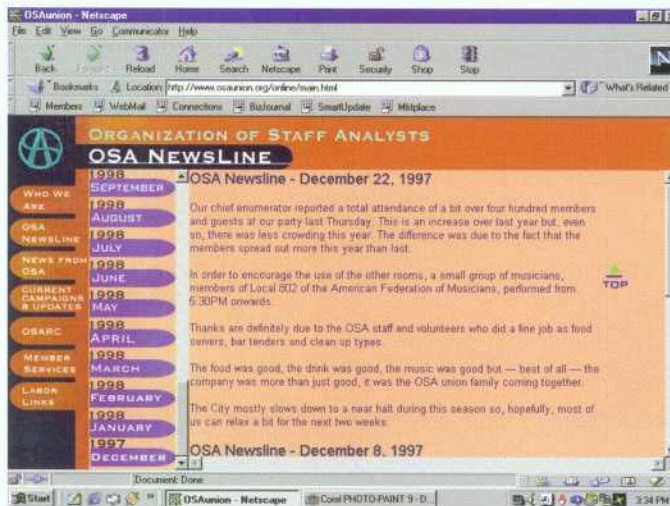 OSAunion - Netscape
File Edit View Go Communicator Help
Back Forward Reload Home Search Netscape Print Security Shop Stop
Bookmarks Location: http://www.osaunion.org/online/main.html What's Related
Members WebMail Connections BizJournal SmartUpdate Mktplace
ORGANIZATION OF STAFF ANALYSTS
OSA NEWSLINE
WHO WE
ARE
OSA
NEWSLINE
NEWS FROM
OSA
CURRENT
CAMPAIGNS
& UPDATES
OSARC
MEMBER
SERVICES
LABOR
LINKS
1998
SEPTEMBER
1998
AUGUST
1998
JULY
1998
JUNE
1998
MAY
1998
APRIL
1998
MARCH
1998
FEBRUARY
1998
JANUARY
1997
DECEMBER
OSA Newsline - December 22, 1997
Our chief enumerator reported a total attendance of a bit over four hundred members
and guests at our party last Thursday. This is an increase over last year but, even
so, there was less crowding this year. The difference was due to the fact that the
members spread out more this year than last.
In order to encourage the use of the other rooms, a small group of musicians,
members of Local 802 of the American Federation of Musicians, performed from
5:30PM onwards.
TOP
Thanks are definitely due to the OSA staff and volunteers who did a fine job as food
servers, bar tenders and clean up types.
The food was good, the drink was good, the music was good but — best of all — the
company was more than just good, it was the OSA union family coming together.
The City mostly slows down to a near halt during this season so, hopefully, most of
us can relax a bit for the next two weeks.
OSA Newsline - December 8, 1997
Document: Done
Start OSAunion - Netscape Corel PHOTO-PAINT 9 - D... 2:34 PM